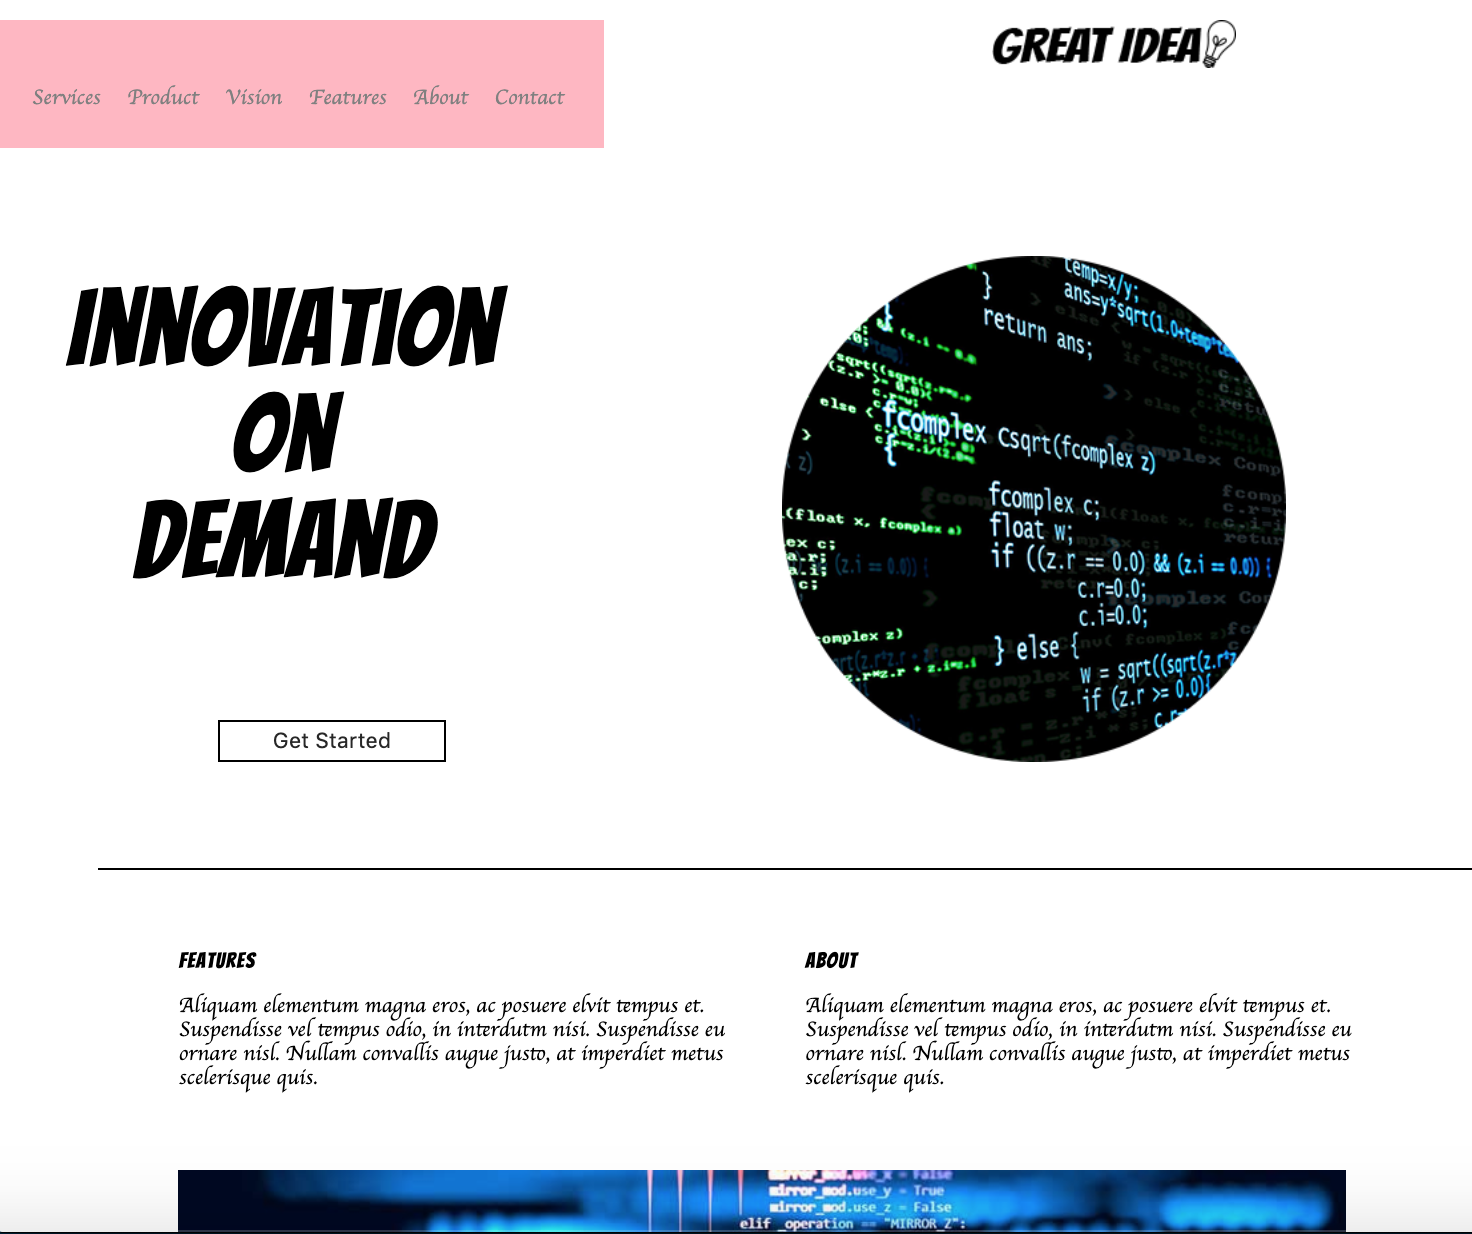 GREAT IDEA
Services Product Vision Features About Contact
INNOVATION
ON
DEMAND
temp=x/y;
}
ans=y*sqrt(1.0+temp*
return ans;
else <
fcomplex Csqrt(fcomplex z)
{
fcomplex c;
(float x, fcomplex a)
float w;
if ((z.r == 0.0) && (z.i == 0.0)) {
c.r=0.0;
c.i=0.0;
complex z)
} else {
w = sqrt((sqrt(z.r*z
if (z.r >= 0.0){
Get Started
FEATURES
Aliquam elementum magna eros, ac posuere elvit tempus et.
Suspendisse vel tempus odio, in interdutm nisi. Suspendisse eu
ornare nisl. Nullam convallis augue justo, at imperdiet metus
scelerisque quis.
ABOUT
Aliquam elementum magna eros, ac posuere elvit tempus et.
Suspendisse vel tempus odio, in interdutm nisi. Suspendisse eu
ornare nisl. Nullam convallis augue justo, at imperdiet metus
scelerisque quis.
mirror_mod.use_x = False
mirror_mod.use_y = True
mirror_mod.use_z = False
elif _operation == "MIRROR_Z":